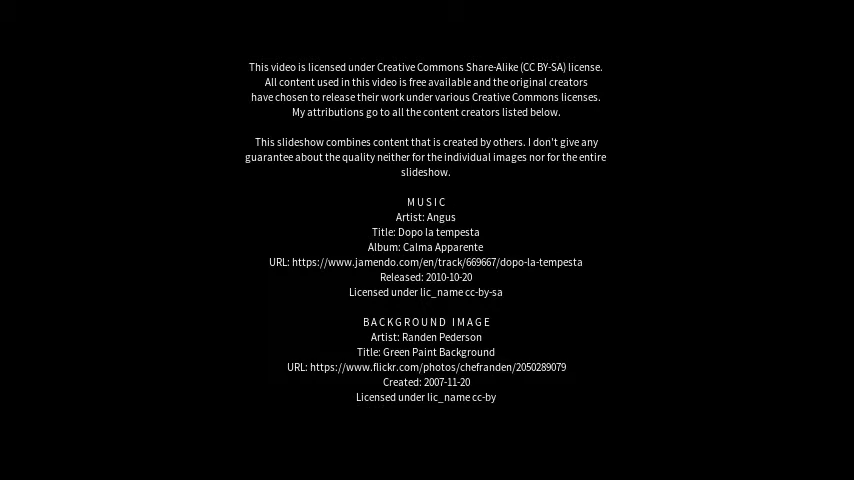 This video is licensed under Creative Commons Share-Alike (CC BY-SA) license.
All content used in this video is free available and the original creators
have chosen to release their work under various Creative Commons licenses.
My attributions go to all the content creators listed below.
This slideshow combines content that is created by others. I don't give any
guarantee about the quality neither for the individual images nor for the entire
slideshow.
M U S I C
Artist: Angus
Title: Dopo la tempesta
Album: Calma Apparente
URL: https://www.jamendo.com/en/track/669667/dopo-la-tempesta
Released: 2010-10-20
Licensed under lic_name cc-by-sa
B A C K G R O U N D   I M A G E
Artist: Randen Pederson
Title: Green Paint Background
URL: https://www.flickr.com/photos/chefranden/2050289079
Created: 2007-11-20
Licensed under lic_name cc-by